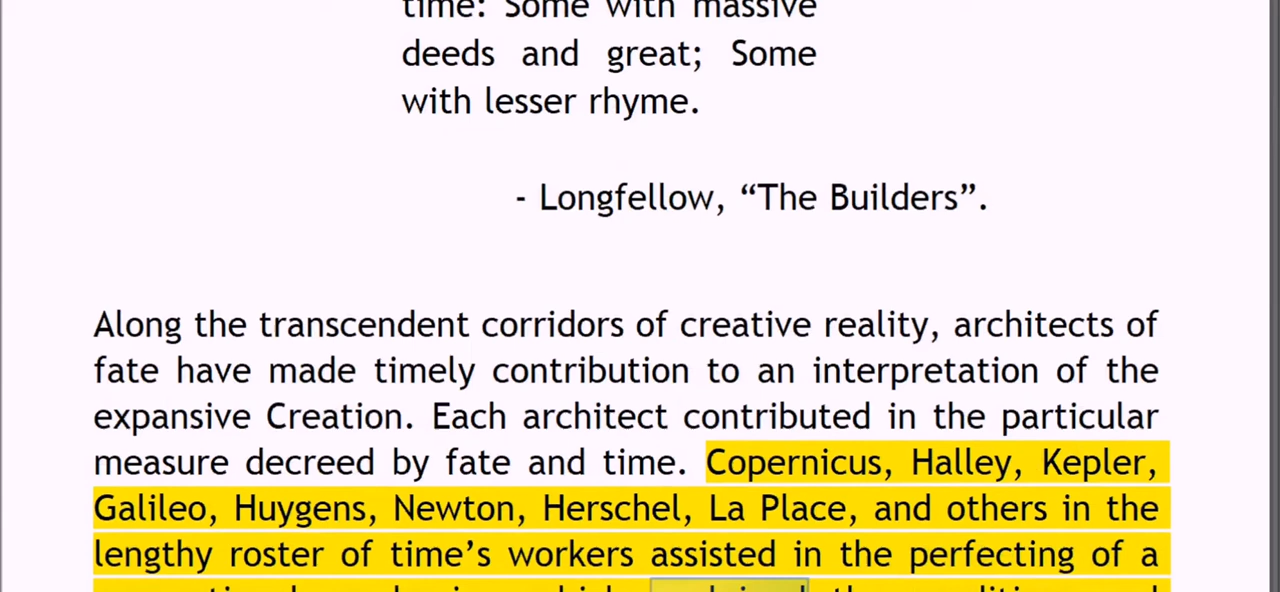 time: Some with massive
deeds and great; Some
with lesser rhyme.
- Longfellow, “The Builders”.
Along the transcendent corridors of creative reality, architects of
fate have made timely contribution to an interpretation of the
expansive Creation. Each architect contributed in the particular
measure decreed by fate and time. Copernicus, Halley, Kepler,
Galileo, Huygens, Newton, Herschel, La Place, and others in the
lengthy roster of time’s workers assisted in the perfecting of a